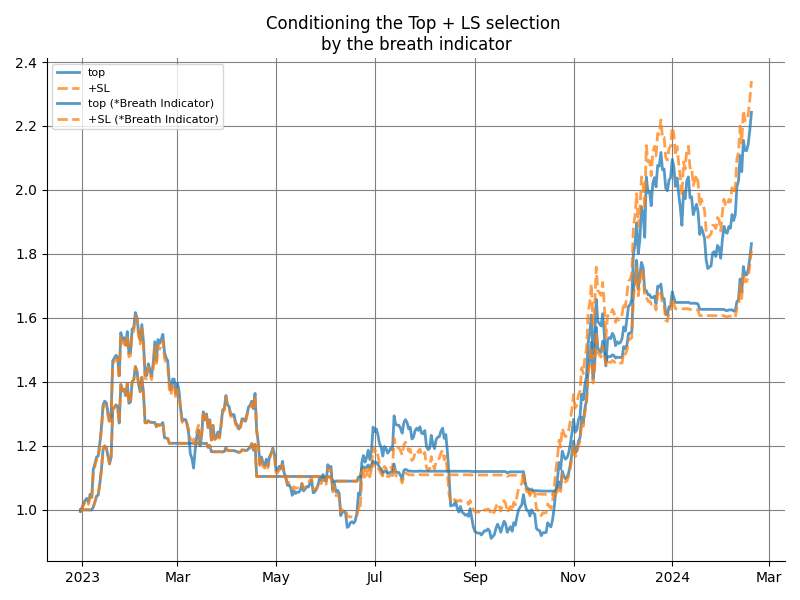 Conditioning the Top + LS selection
by the breath indicator
2.4
2.2
2.0
1.8
1.6
1.4
1.2
1.0
top
+SL
top (*Breath Indicator)
+SL (*Breath Indicator)
2023
Mar
May
Jul
Sep
Nov
2024
Mar